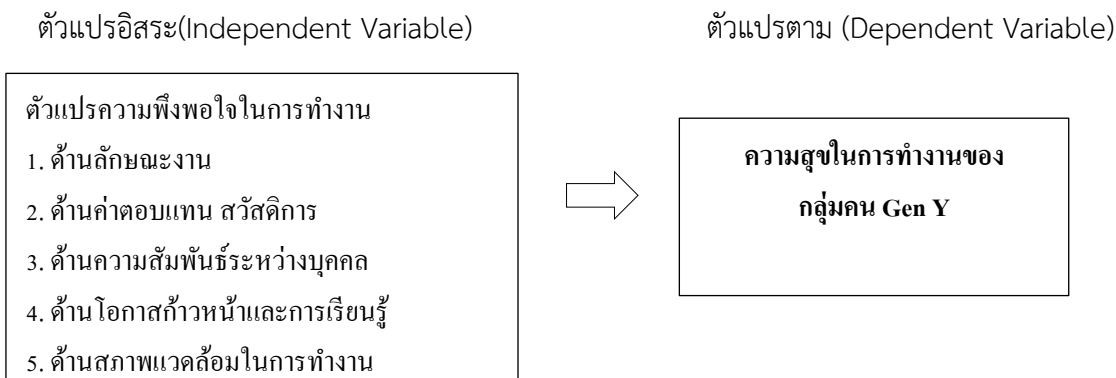 ตัวแปรอิสระ(Independent Variable)
ตัวแปรตาม (Dependent Variable)
ตัวแปรความพึงพอใจในการทำงาน
1. ด้านลักษณะงาน
2. ด้านค่าตอบแทน สวัสดิการ
3. ด้านความสัมพันธ์ระหว่างบุคคล
4. ด้านโอกาสก้าวหน้าและการเรียนรู้
5. ด้านสภาพแวดล้อมในการทำงาน
ความสุขในการทำงานของ
กลุ่มคน Gen Y